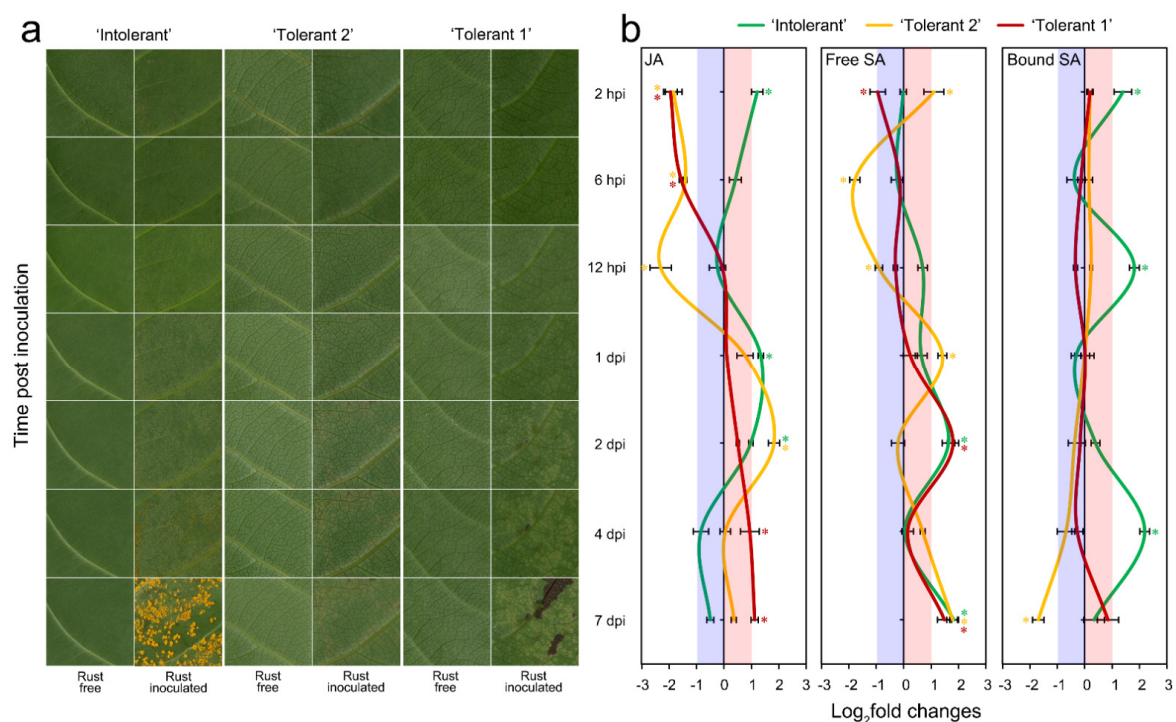 a
'Intolerant' 'Tolerant 2' 'Tolerant 1'
Time post inoculation
Rust free
Rust inoculated
Rust free
Rust inoculated
Rust free
Rust inoculated
b
'Intolerant' 'Tolerant 2' 'Tolerant 1'
JA Free SA Bound SA
2 hpi
6 hpi
12 hpi
1 dpi
2 dpi
4 dpi
7 dpi
* * * * * *
* * *
* * *
* *
* * * *
* *
* * * *
-3 -2 -1 0 1 2 3 -3 -2 -1 0 1 2 3 -3 -2 -1 0 1 2 3
Log2fold changes